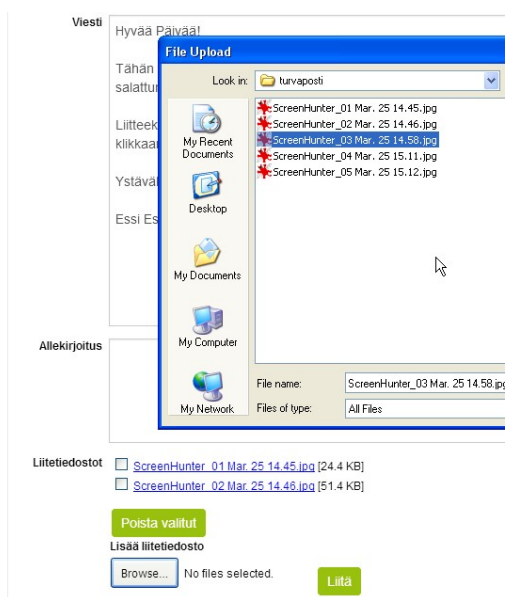 Viesti
Hyvää Päivää!
Tähän
salattu
Liitteek
klikkaa
Ystäväl
Essi Es
File Upload
Look in:
turvaposti
My Recent
Documents
Desktop
My Documents
My Computer
My Network
ScreenHunter_01 Mar. 25 14.45.jpg
ScreenHunter_02 Mar. 25 14.46.jpg
ScreenHunter_03 Mar. 25 14.58.jpg
ScreenHunter_04 Mar. 25 15.11.jpg
ScreenHunter_05 Mar. 25 15.12.jpg
File name:
ScreenHunter_03 Mar. 25 14.58.jpg
Files of type:
All Files
Allekirjoitus
Liitetiedostot
ScreenHunter_01 Mar. 25 14.45.jpg [24.4 KB]
ScreenHunter_02 Mar. 25 14.46.jpg [51.4 KB]
Poista valitut
Lisää liitetiedosto
Browse... No files selected.
Liitä